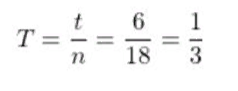 T = t/n = 6/18 = 1/3